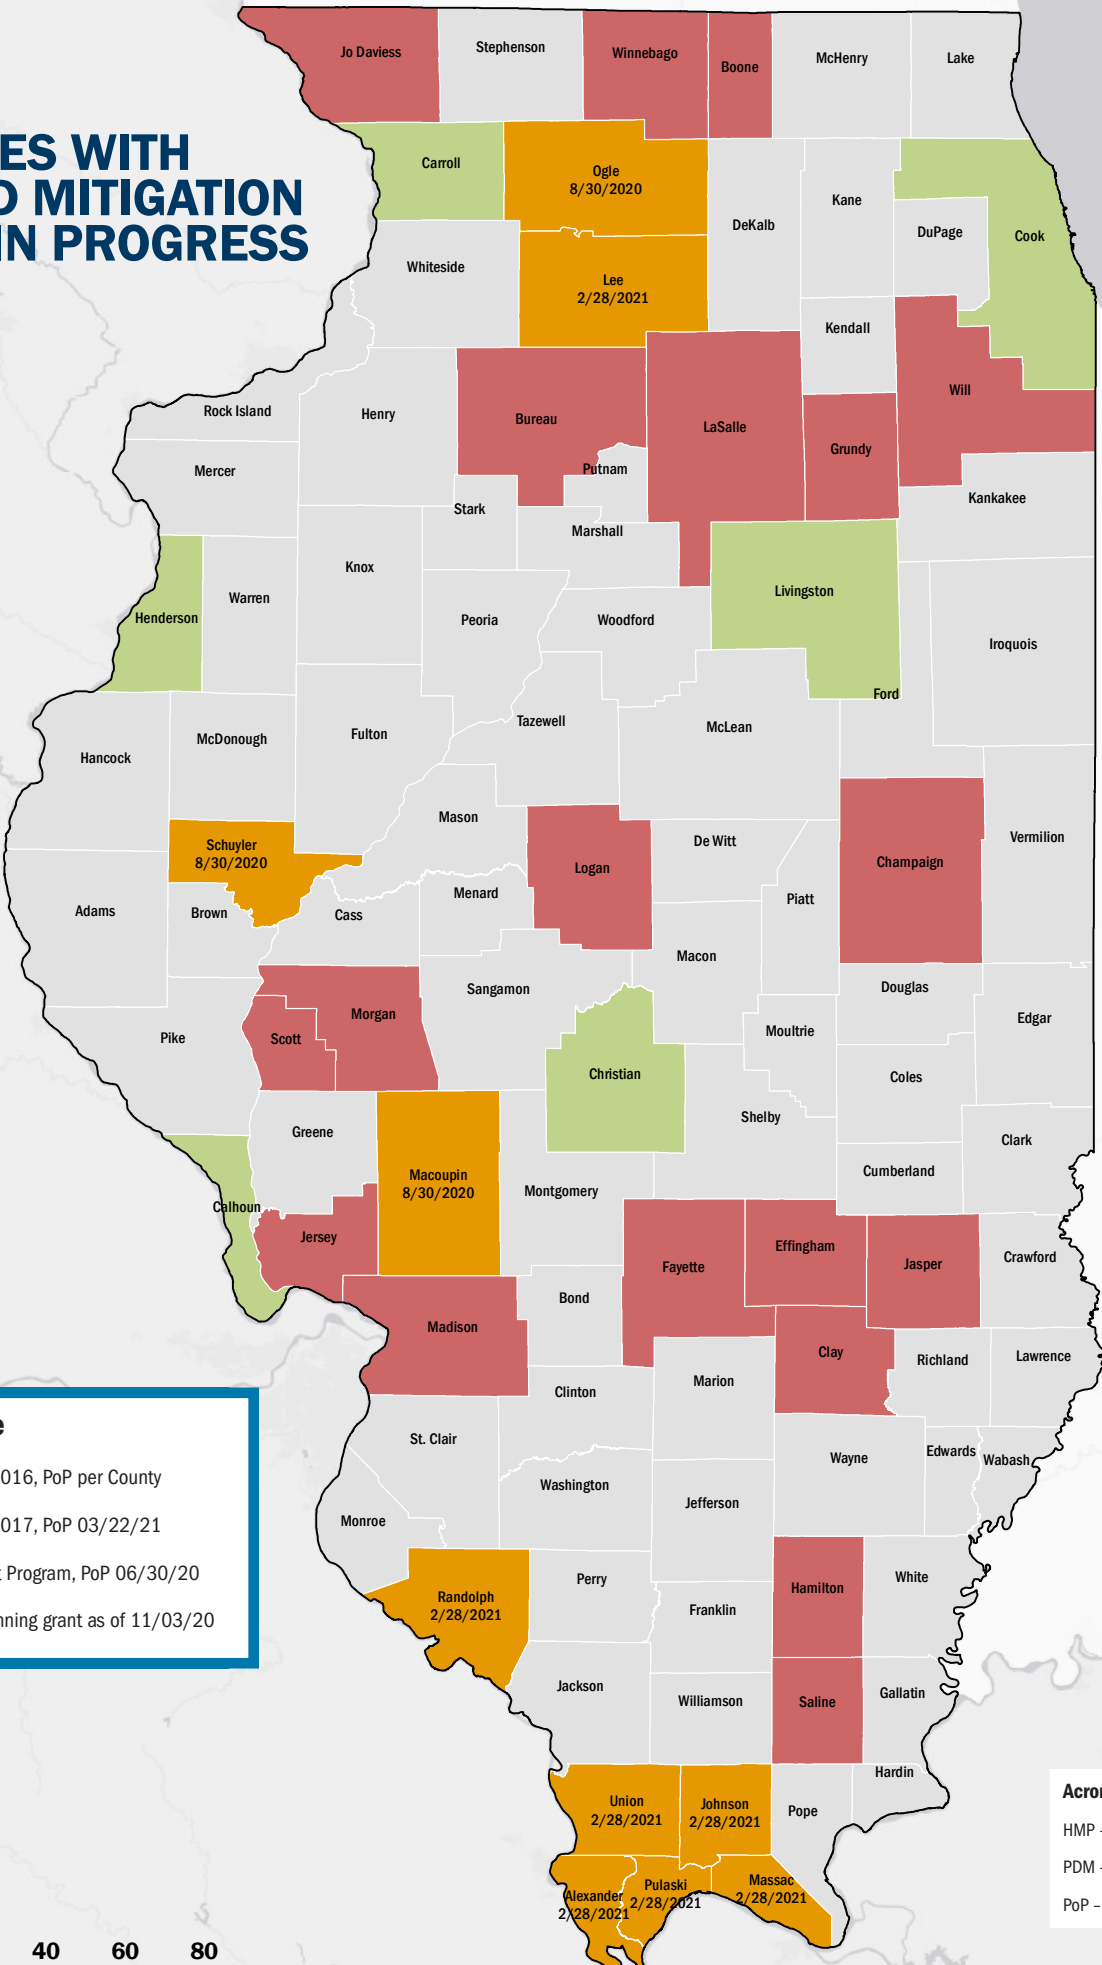 ES WITH
D MITIGATION
IN PROGRESS
Jo Daviess
Stephenson
Winnebago
Boone
McHenry
Lake
Carroll
Ogle
8/30/2020
DeKalb
Kane
DuPage
Cook
Whiteside
Lee
2/28/2021
Kendall
Will
Rock Island
Henry
Bureau
LaSalle
Grundy
Mercer
Putnam
Kankakee
Stark
Marshall
Knox
Warren
Henderson
Peoria
Woodford
Livingston
Iroquois
Ford
Hancock
McDonough
Fulton
Tazewell
McLean
Mason
Schuyler
8/30/2020
Logan
De Witt
Champaign
Vermilion
Adams
Brown
Cass
Menard
Piatt
Macon
Sangamon
Douglas
Edgar
Pike
Scott
Morgan
Christian
Moultrie
Coles
Shelby
Greene
Macoupin
8/30/2020
Montgomery
Clark
Cumberland
Calhoun
Jersey
Fayette
Effingham
Jasper
Crawford
Madison
Bond
Clay
Richland
Lawrence
Clinton
Marion
St. Clair
Washington
Wayne
Edwards
Wabash
Jefferson
Monroe
Randolph
2/28/2021
Perry
Franklin
Hamilton
White
Jackson
Williamson
Saline
Gallatin
Hardin
Union
2/28/2021
Johnson
2/28/2021
Pope
Alexander
2/28/2021
Pulaski
2/28/2021
Massac
2/28/2021
e
016, PoP per County
017, PoP 03/22/21
t Program, PoP 06/30/20
nning grant as of 11/03/20
Acror
HMP -
PDM -
PoP –
40 60 80